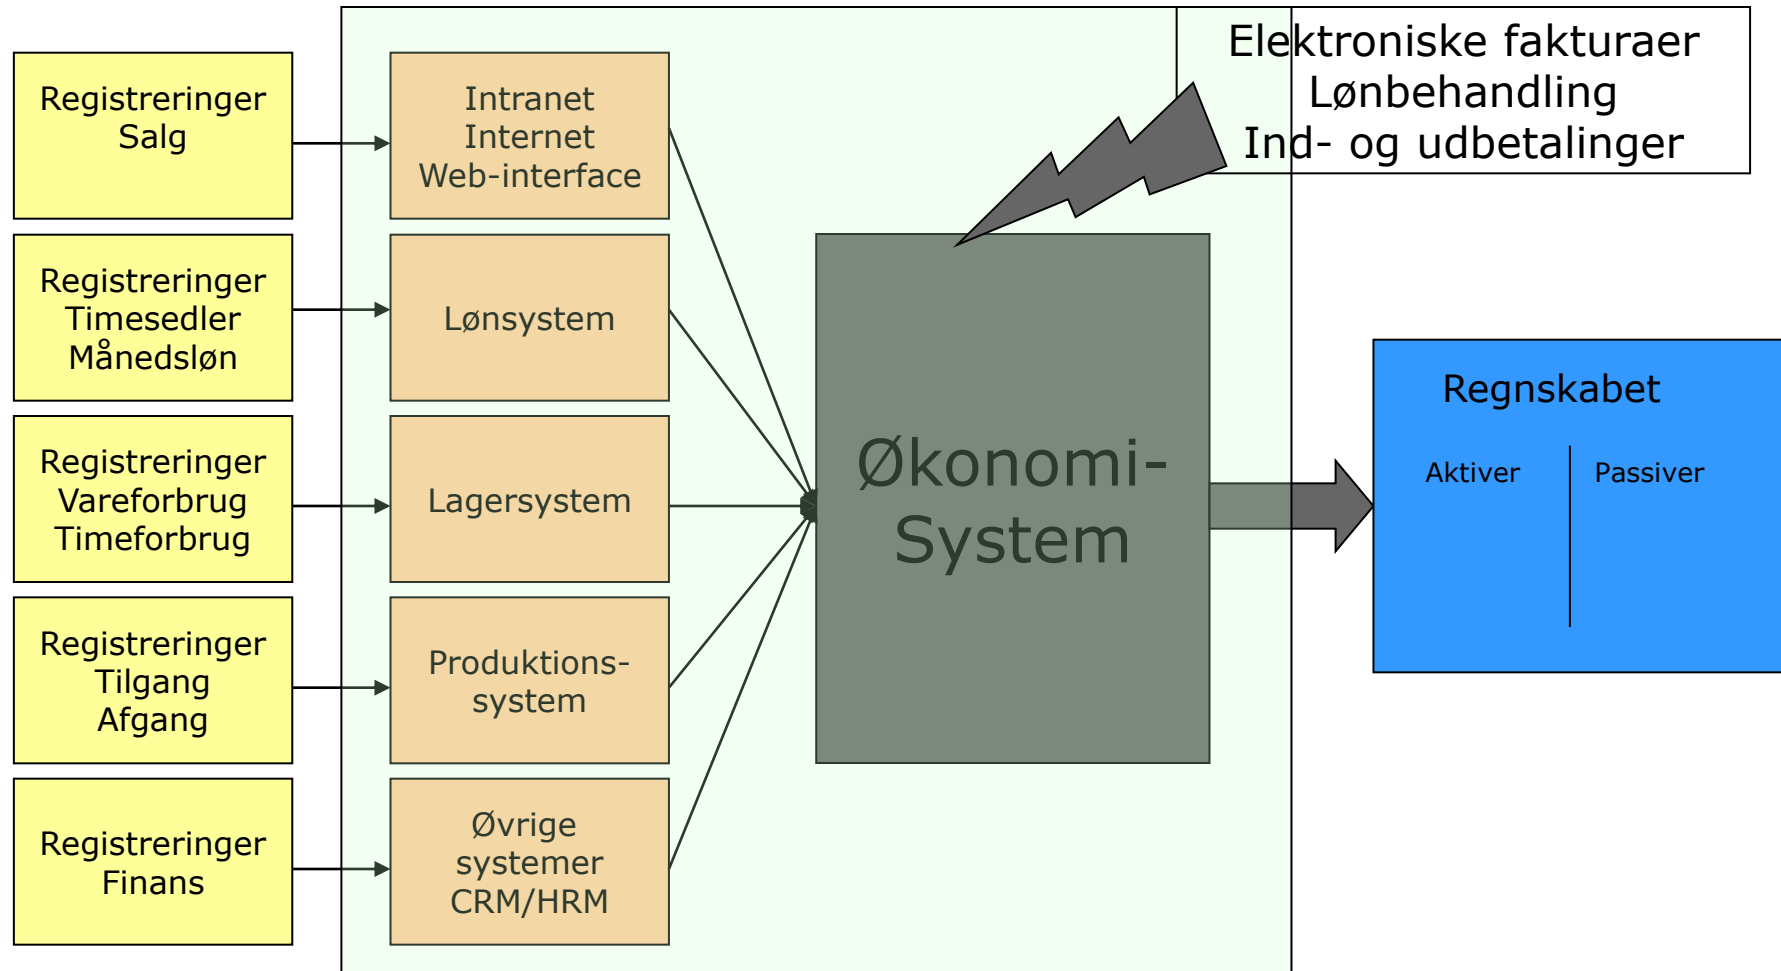 Elektroniske fakturaer
Lønbehandling
Ind- og udbetalinger
Registreringer
Salg
Intranet
Internet
Web-interface
Registreringer
Timesedler
Månedsløn
Lønsystem
Registreringer
Vareforbrug
Timeforbrug
Lagersystem
Registreringer
Tilgang
Afgang
Produktions-
system
Registreringer
Finans
Øvrige
systemer
CRM/HRM
Økonomi-
System
Regnskabet
Aktiver
Passiver